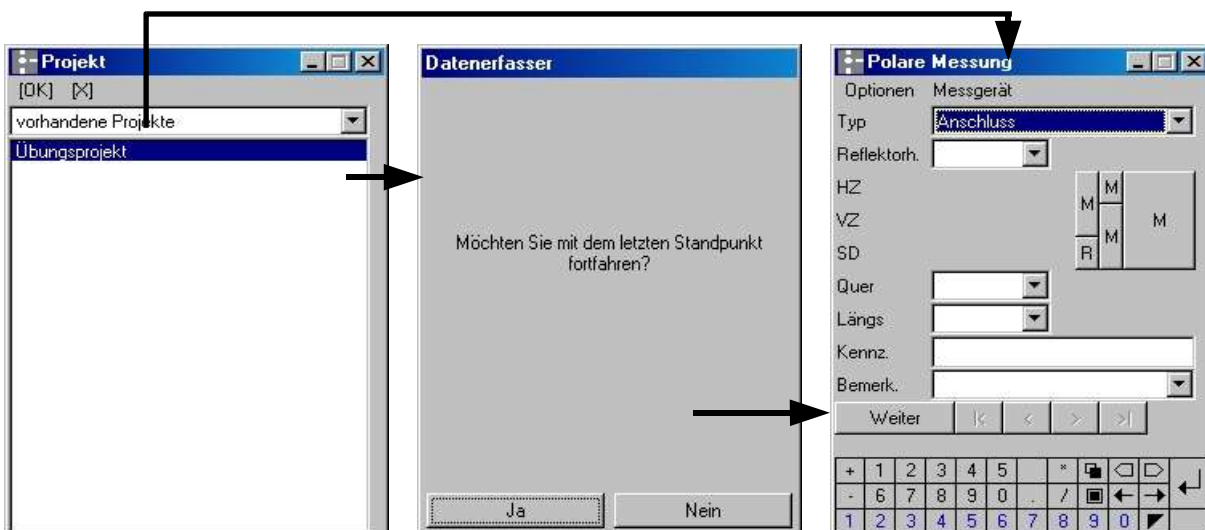 Projekt
[OK] [X]
vorhandene Projekte
Übungsprojekt
Datenerfasser
Möchten Sie mit dem letzten Standpunkt
fortfahren?
Ja
Nein
Polare Messung
Optionen Messgerät
Typ Anschluss
Reflektorh.
HZ
VZ
SD
M M M M R
Quer
Längs
Kennz.
Bemerk.
Weiter |< < > >|
+ 1 2 3 4 5 "
- 6 7 8 9 0 . /
1 2 3 4 5 6 7 8 9 0